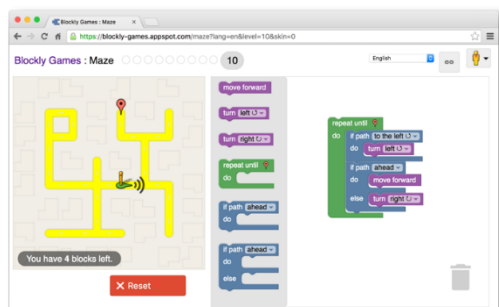 Blockly Games : Maze
https://blockly-games.appspot.com/maze?lang=en&level=10&skin=0
Blockly Games : Maze
10
English
move forward
turn left ↺
turn right ↻
repeat until
do
if path ahead
do
if path ahead
do
else
repeat until
do
if path to the left ↺
do
turn left ↺
if path ahead
do
move forward
else
turn right ↻
You have 4 blocks left.
Reset